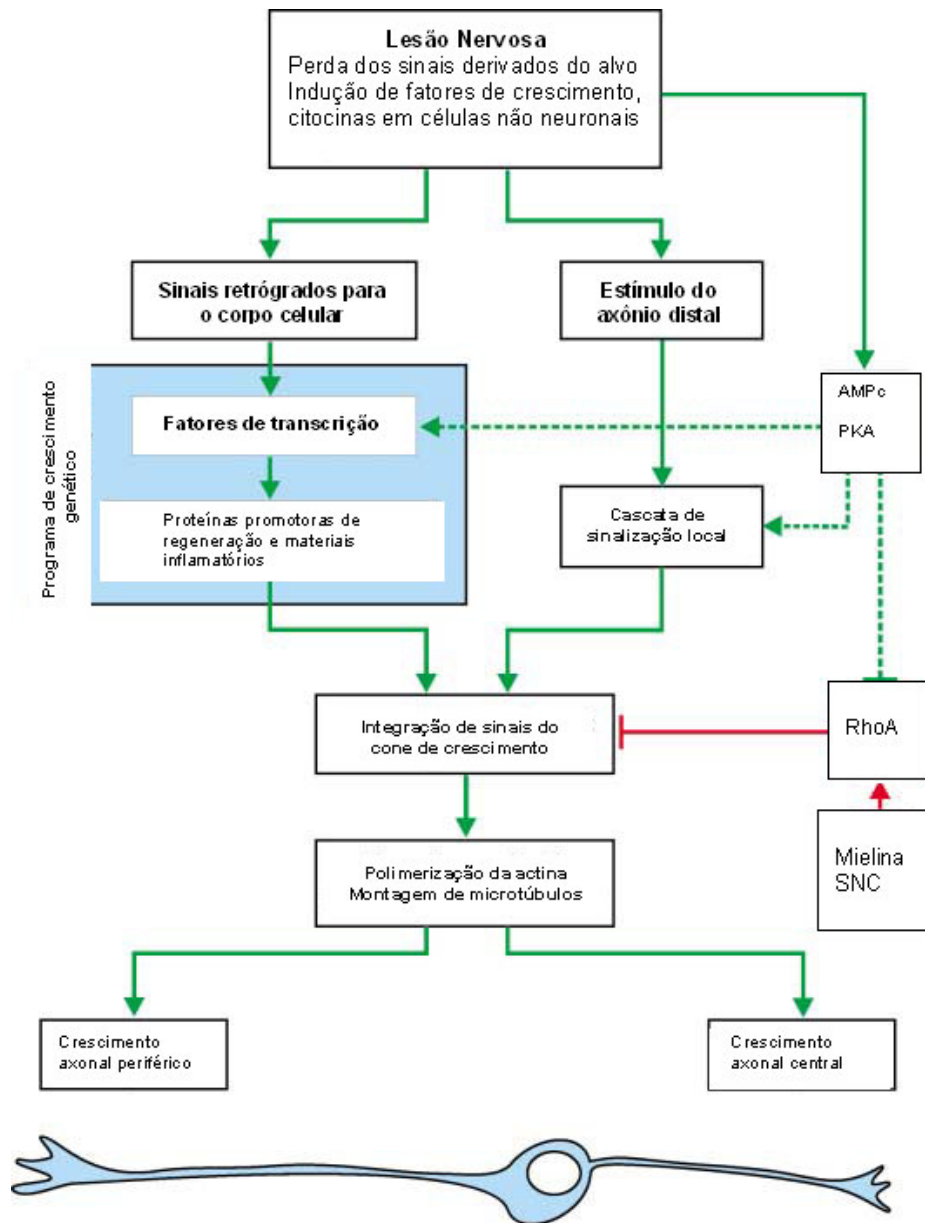 Lesão Nervosa
Perda dos sinais derivados do alvo
Indução de fatores de crescimento,
citocinas em células não neuronais
Sinais retrógrados para
o corpo celular
Estímulo do
axônio distal
Programa de crescimento
genético
Fatores de transcrição
AMPc
PKA
Proteínas promotoras de
regeneração e materiais
inflamatórios
Cascata de
sinalização local
Integração de sinais do
cone de crescimento
RhoA
Mielina
SNC
Polimerização da actina
Montagem de microtúbulos
Crescimento
axonal periférico
Crescimento
axonal central